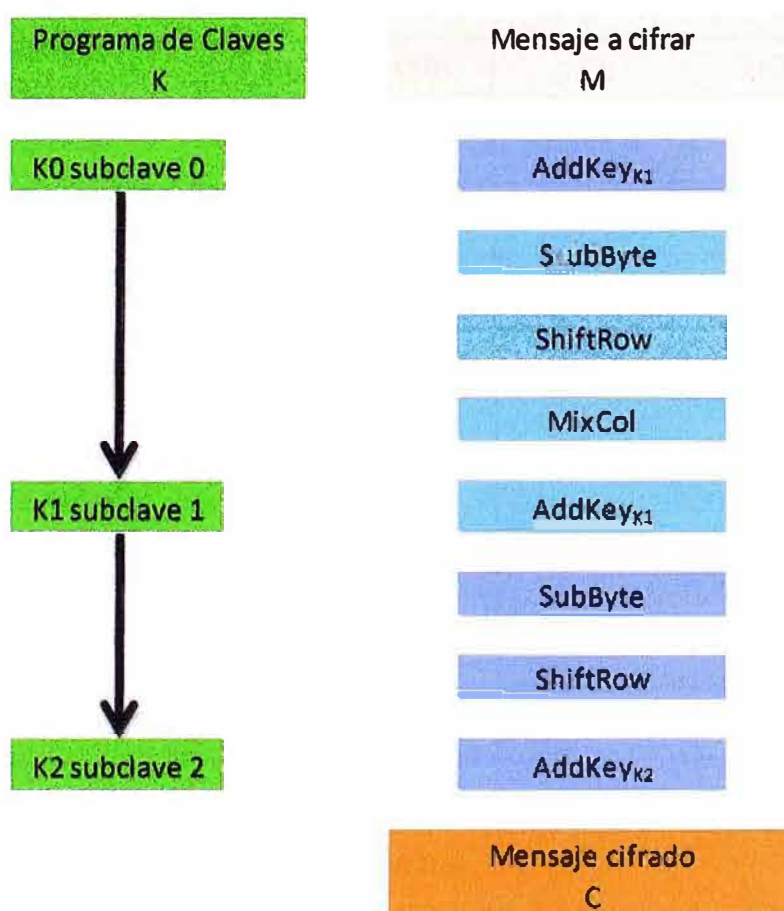 Programa de Claves
K
Mensaje a cifrar
M
K0 subclave 0
AddKeyK1
SubByte
ShiftRow
MixCol
K1 subclave 1
AddKeyK1
SubByte
ShiftRow
K2 subclave 2
AddKeyK2
Mensaje cifrado
C